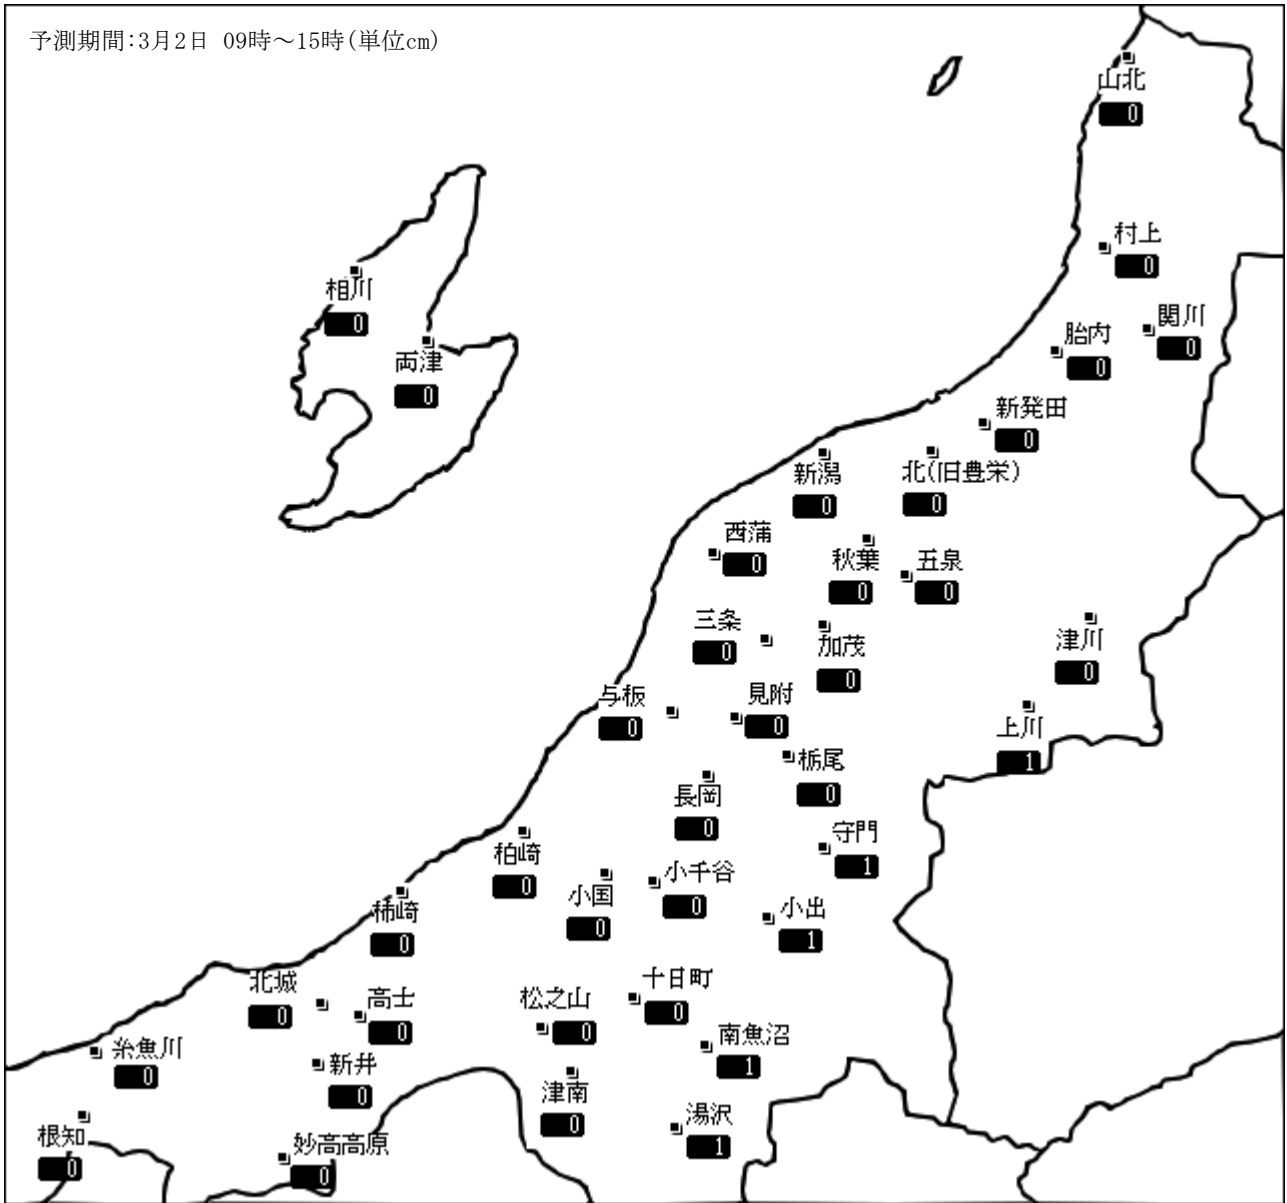 予測期間:3月2日 09時～15時(単位cm)
山北
0
村上
0
相川
0
関川
0
胎内
0
両津
0
新発田
0
新潟
0
北(旧豊栄)
0
西蒲
0
秋葉
0
五泉
0
三条
0
加茂
0
津川
0
与板
0
見附
0
上川
1
栃尾
0
長岡
0
守門
1
柏崎
0
小千谷
0
小国
0
小出
1
柿崎
0
北城
0
高士
0
松之山
0
十日町
0
南魚沼
1
糸魚川
0
新井
0
津南
0
湯沢
1
根知
0
妙高高原
0